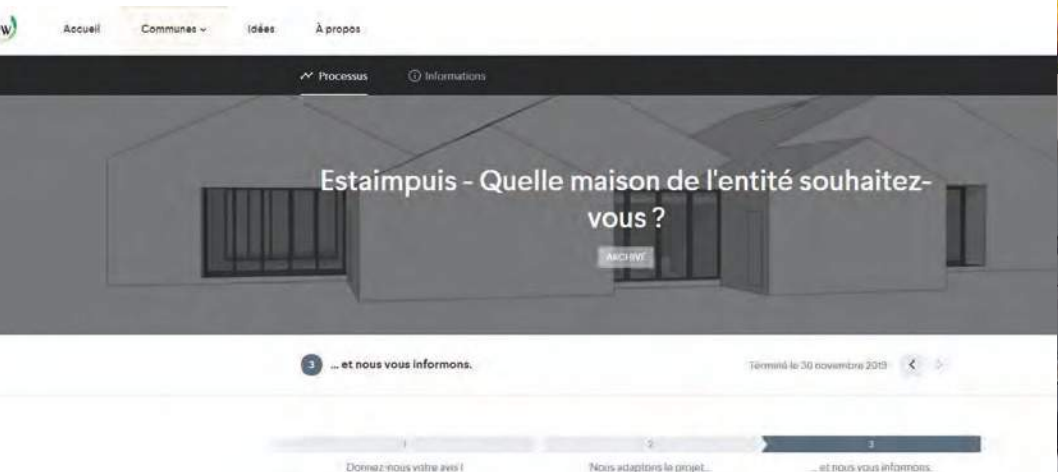 W
Accueil Communes Idées À propos
Processus Informations
Estaimpuis - Quelle maison de l'entité souhaitez-
vous ?
ARCHIVÉ
3 ... et nous vous informons. Terminé le 30 novembre 2019
1 2 3
Donnez-nous votre avis ! Nous adaptons le projet... ... et nous vous informons.